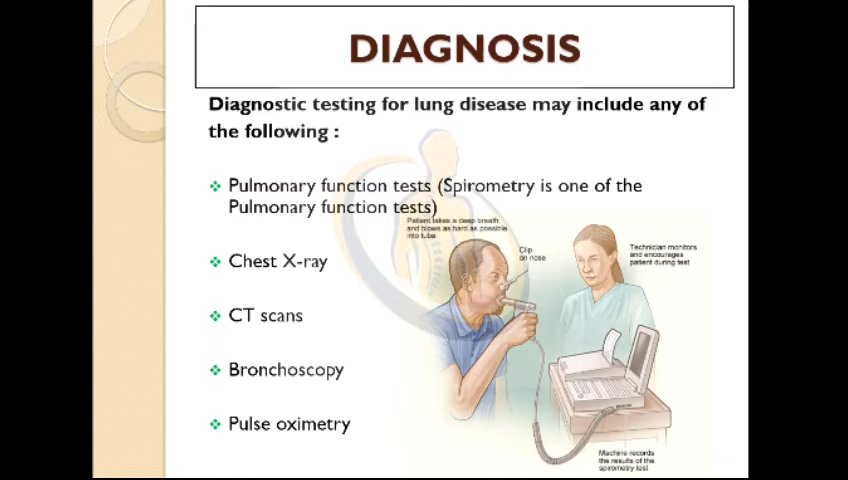 DIAGNOSIS
Diagnostic testing for lung disease may include any of
the following :
Pulmonary function tests (Spirometry is one of the
Pulmonary function tests)
Patient takes a deep breath
and blows as hard as possible
into tube
Clip
on nose
Technician monitors
and encourages
patient during test
Chest X-ray
CT scans
Bronchoscopy
Pulse oximetry
Machine records
the results of the
spirometry test